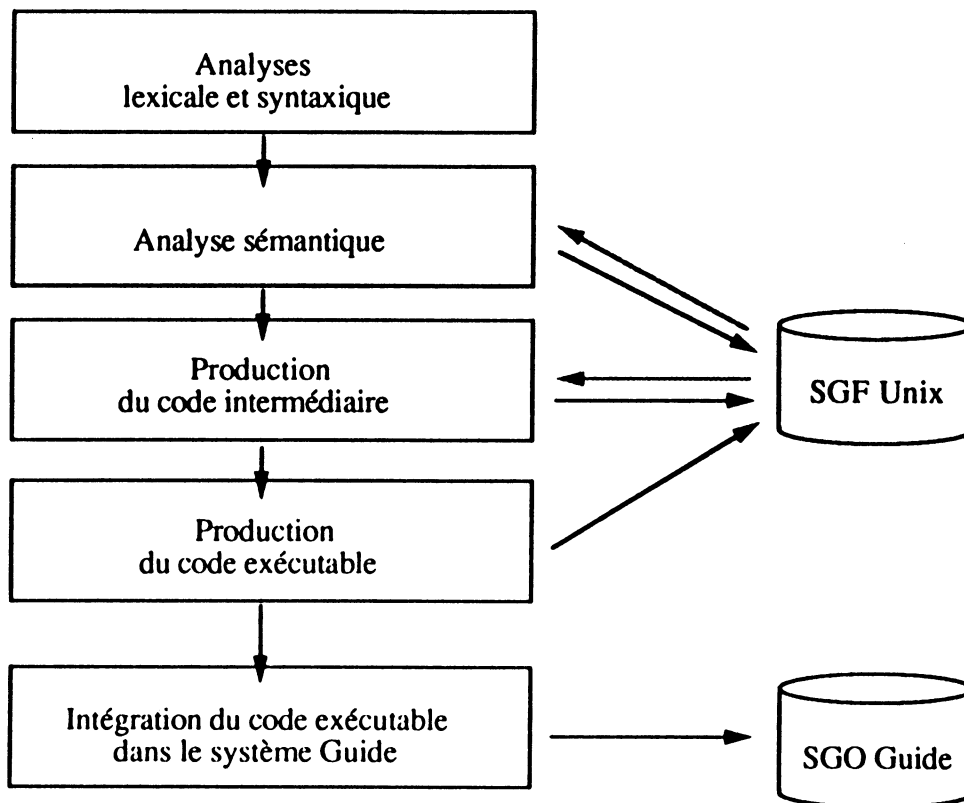 Analyses
lexicale et syntaxique
Analyse sémantique
Production
du code intermédiaire
SGF Unix
Production
du code exécutable
Intégration du code exécutable
dans le système Guide
SGO Guide